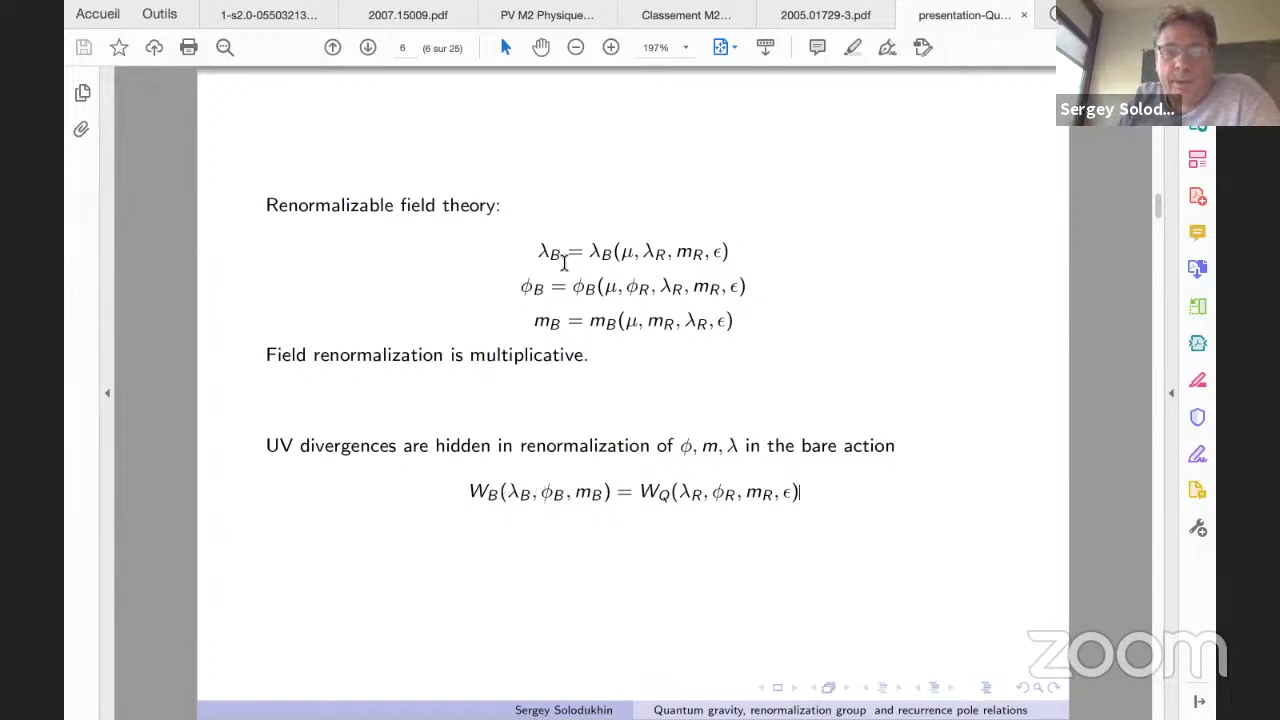 Accueil Outils 1-s2.0-05503213... 2007.15009.pdf PV M2 Physique... Classement M2... 2005.01729-3.pdf presentation-Qu... ×
6 (6 sur 25) 197%
Sergey Solod...
Renormalizable field theory:
λ_B = λ_B(μ, λ_R, m_R, ϵ)
ϕ_B = ϕ_B(μ, ϕ_R, λ_R, m_R, ϵ)
m_B = m_B(μ, m_R, λ_R, ϵ)
Field renormalization is multiplicative.
UV divergences are hidden in renormalization of ϕ, m, λ in the bare action
W_B(λ_B, ϕ_B, m_B) = W_Q(λ_R, ϕ_R, m_R, ϵ)
zoom
Sergey Solodukhin Quantum gravity, renormalization group and recurrence pole relations